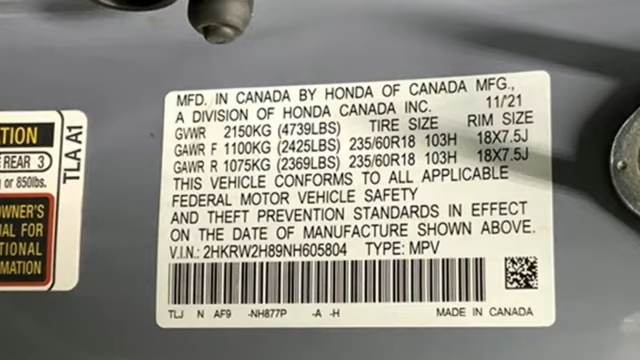 MFD. IN CANADA BY HONDA OF CANADA MFG.,
A DIVISION OF HONDA CANADA INC. 11/'21
GVWR 2150KG (4739LBS) TIRE SIZE RIM SIZE
GAWR F 1100KG (2425LBS) 235/60R18 103H 18X7.5J
GAWR R 1075KG (2369LBS) 235/60R18 103H 18X7.5J
THIS VEHICLE CONFORMS TO ALL APPLICABLE
FEDERAL MOTOR VEHICLE SAFETY
AND THEFT PREVENTION STANDARDS IN EFFECT
ON THE DATE OF MANUFACTURE SHOWN ABOVE.
V.I.N.: 2HKRW2H89NH605804 TYPE: MPV
TLJ N AF9 -NH877P -A -H MADE IN CANADA
TION
REAR 3
or 850lbs.
TLA A1
OWNER'S
UAL FOR
TIONAL
RMATION